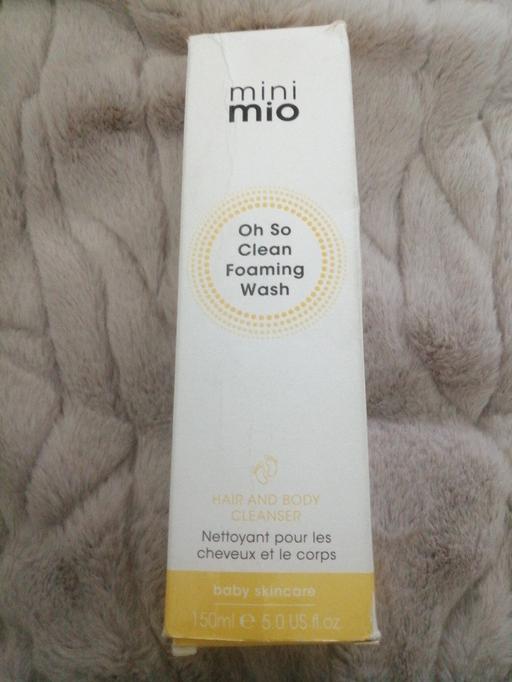 mini
mio
Oh So
Clean
Foaming
Wash
HAIR AND BODY
CLEANSER
Nettoyant pour les
cheveux et le corps
baby skincare
150ml ℮ 5.0 US fl.oz